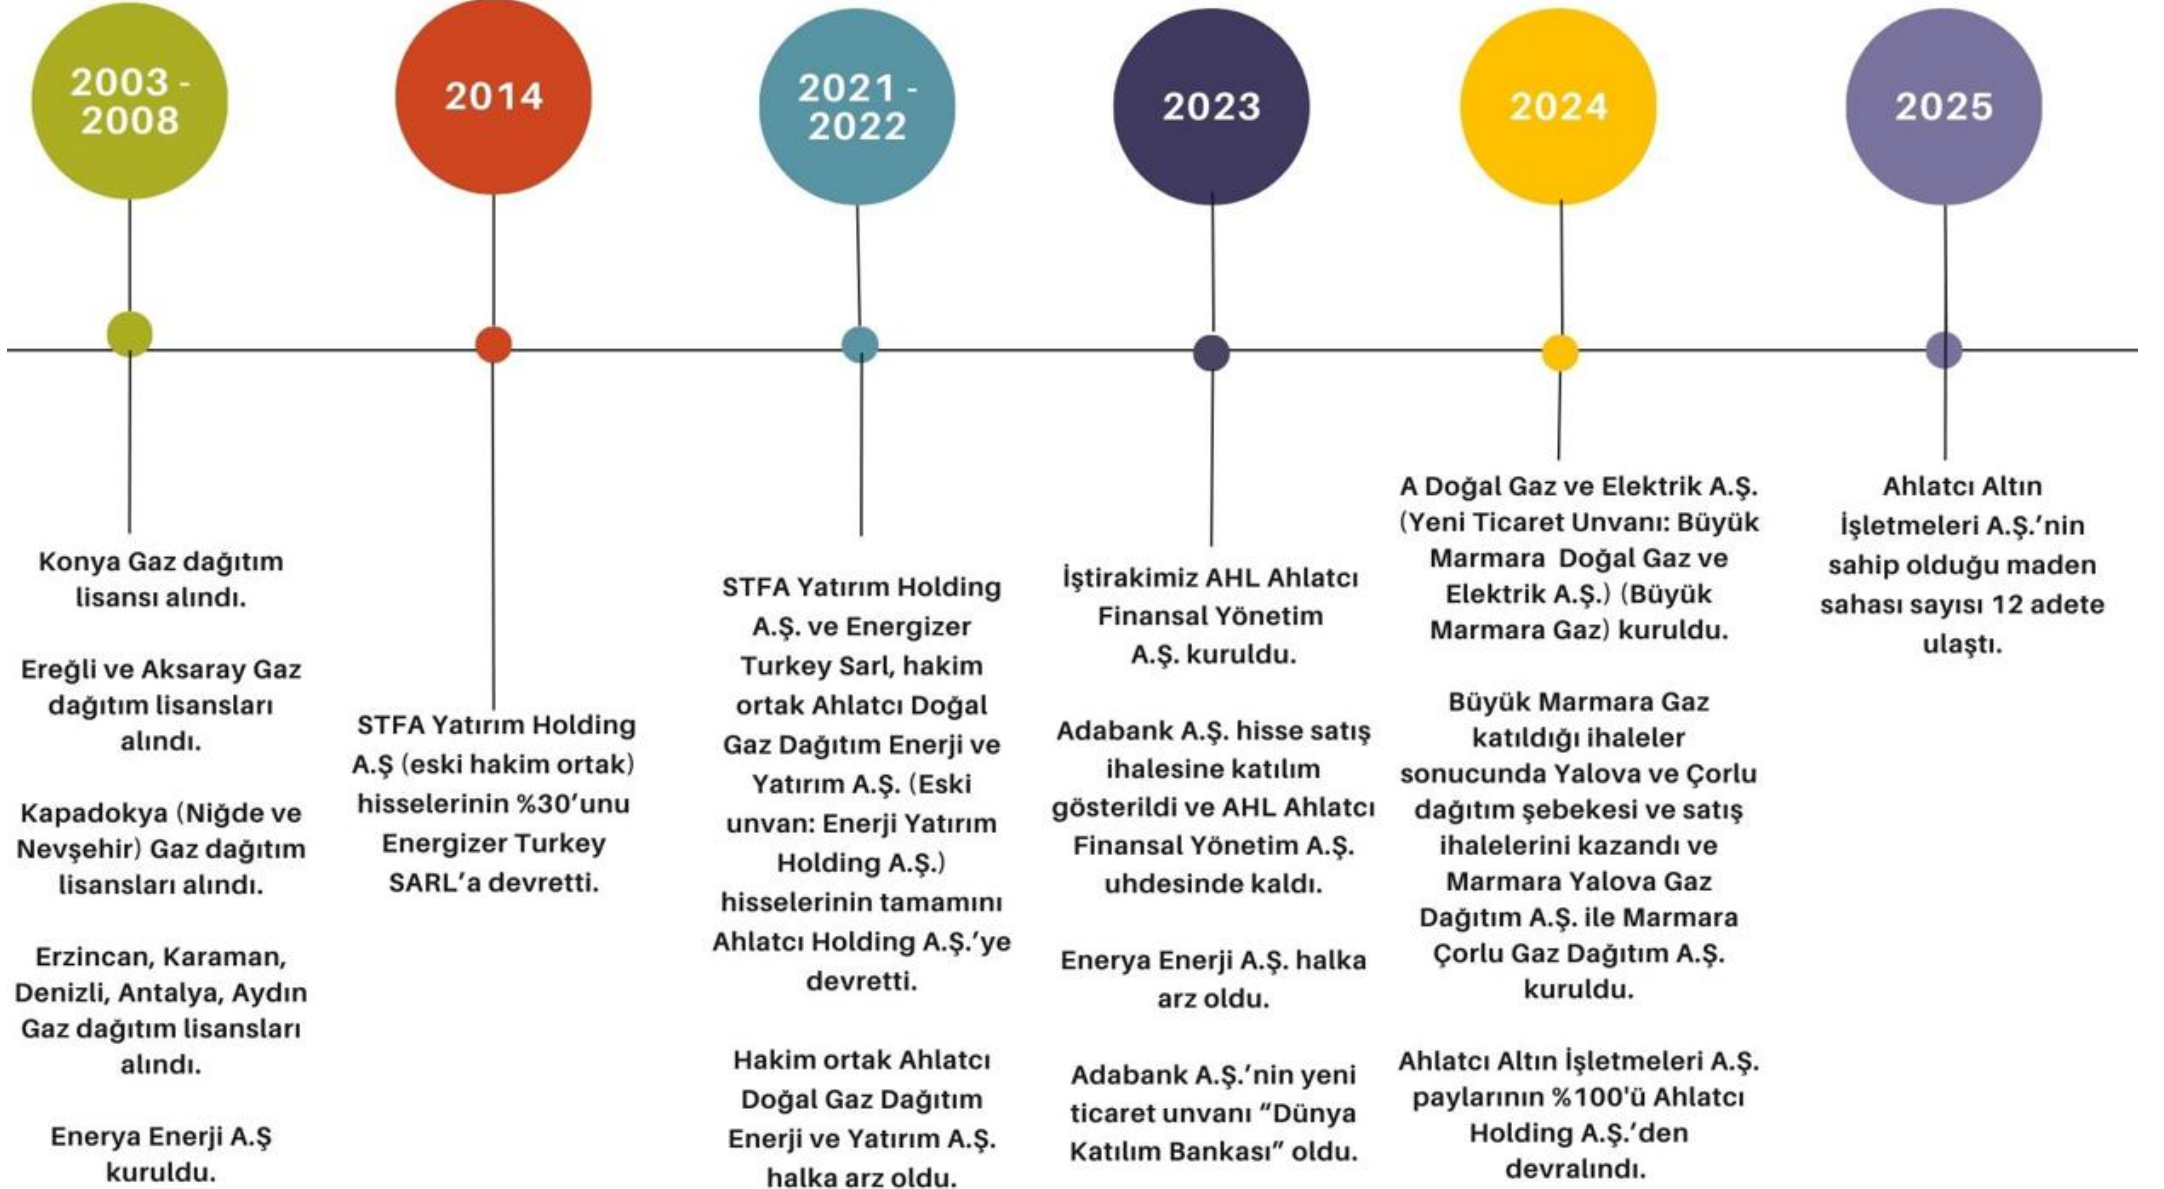 2003 -
2008
Konya Gaz dağıtım
lisansı alındı.
Ereğli ve Aksaray Gaz
dağıtım lisansları
alındı.
Kapadokya (Niğde ve
Nevşehir) Gaz dağıtım
lisansları alındı.
Erzincan, Karaman,
Denizli, Antalya, Aydın
Gaz dağıtım lisansları
alındı.
Enerya Enerji A.Ş
kuruldu.
2014
STFA Yatırım Holding
A.Ş (eski hakim ortak)
hisselerinin %30’unu
Energizer Turkey
SARL’a devretti.
2021 -
2022
STFA Yatırım Holding
A.Ş. ve Energizer
Turkey Sarl, hakim
ortak Ahlatcı Doğal
Gaz Dağıtım Enerji ve
Yatırım A.Ş. (Eski
unvan: Enerji Yatırım
Holding A.Ş.)
hisselerinin tamamını
Ahlatcı Holding A.Ş.’ye
devretti.
Hakim ortak Ahlatcı
Doğal Gaz Dağıtım
Enerji ve Yatırım A.Ş.
halka arz oldu.
2023
İştirakimiz AHL Ahlatcı
Finansal Yönetim
A.Ş. kuruldu.
Adabank A.Ş. hisse satış
ihalesine katılım
gösterildi ve AHL Ahlatcı
Finansal Yönetim A.Ş.
uhdesinde kaldı.
Enerya Enerji A.Ş. halka
arz oldu.
Adabank A.Ş.’nin yeni
ticaret unvanı “Dünya
Katılım Bankası” oldu.
2024
A Doğal Gaz ve Elektrik A.Ş.
(Yeni Ticaret Unvanı: Büyük
Marmara Doğal Gaz ve
Elektrik A.Ş.) (Büyük
Marmara Gaz) kuruldu.
Büyük Marmara Gaz
katıldığı ihaleler
sonucunda Yalova ve Çorlu
dağıtım şebekesi ve satış
ihalelerini kazandı ve
Marmara Yalova Gaz
Dağıtım A.Ş. ile Marmara
Çorlu Gaz Dağıtım A.Ş.
kuruldu.
Ahlatcı Altın İşletmeleri A.Ş.
paylarının %100'ü Ahlatcı
Holding A.Ş.’den
devralındı.
2025
Ahlatcı Altın
İşletmeleri A.Ş.’nin
sahip olduğu maden
sahası sayısı 12 adete
ulaştı.